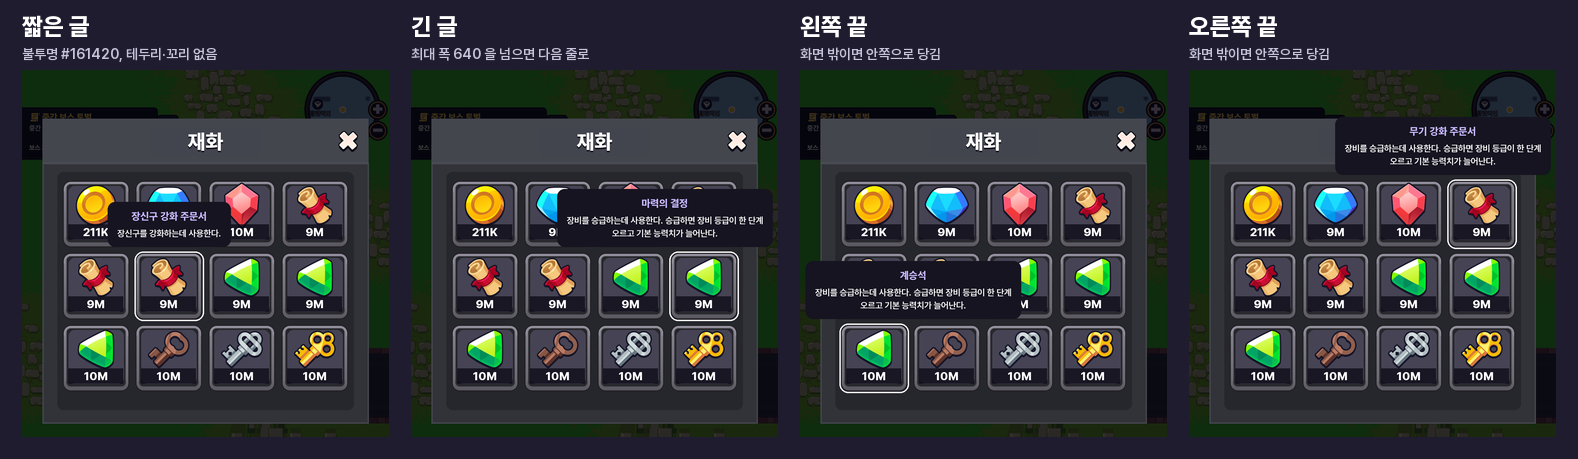 짧은 글
불투명 #161420, 테두리·꼬리 없음
재화
211K
10M
9M
장신구 강화 주문서
장신구를 강화하는데 사용한다.
9M
9M
9M
9M
10M
10M
10M
10M
긴 글
최대 폭 640 을 넘으면 다음 줄로
재화
211K
마력의 결정
장비를 승급하는데 사용한다. 승급하면 장비 등급이 한 단계
오르고 기본 능력치가 늘어난다.
9M
9M
9M
9M
10M
10M
10M
10M
왼쪽 끝
화면 밖이면 안쪽으로 당김
재화
211K
9M
10M
9M
계승석
장비를 승급하는데 사용한다. 승급하면 장비 등급이 한 단계
오르고 기본 능력치가 늘어난다.
9M
10M
10M
10M
10M
오른쪽 끝
화면 밖이면 안쪽으로 당김
무기 강화 주문서
장비를 승급하는데 사용한다. 승급하면 장비 등급이 한 단계
오르고 기본 능력치가 늘어난다.
211K
9M
10M
9M
9M
9M
9M
9M
10M
10M
10M
10M